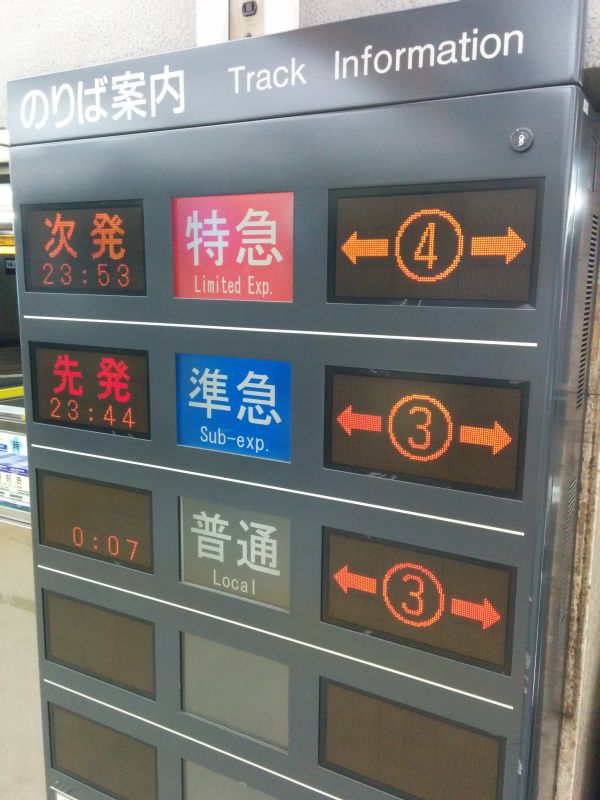 のりば案内 Track Information
次発
23:53
特急
Limited Exp.
4
先発
23:44
準急
Sub-exp.
3
0:07
普通
Local
3